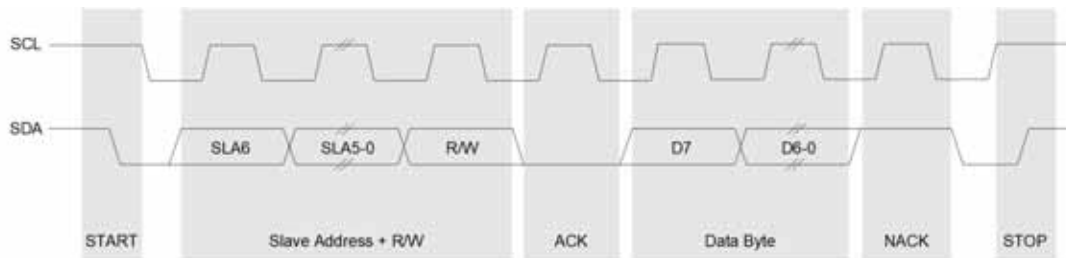 SCL
SDA
SLA6 SLA5-0 R/W D7 D6-0
START Slave Address + R/W ACK Data Byte NACK STOP